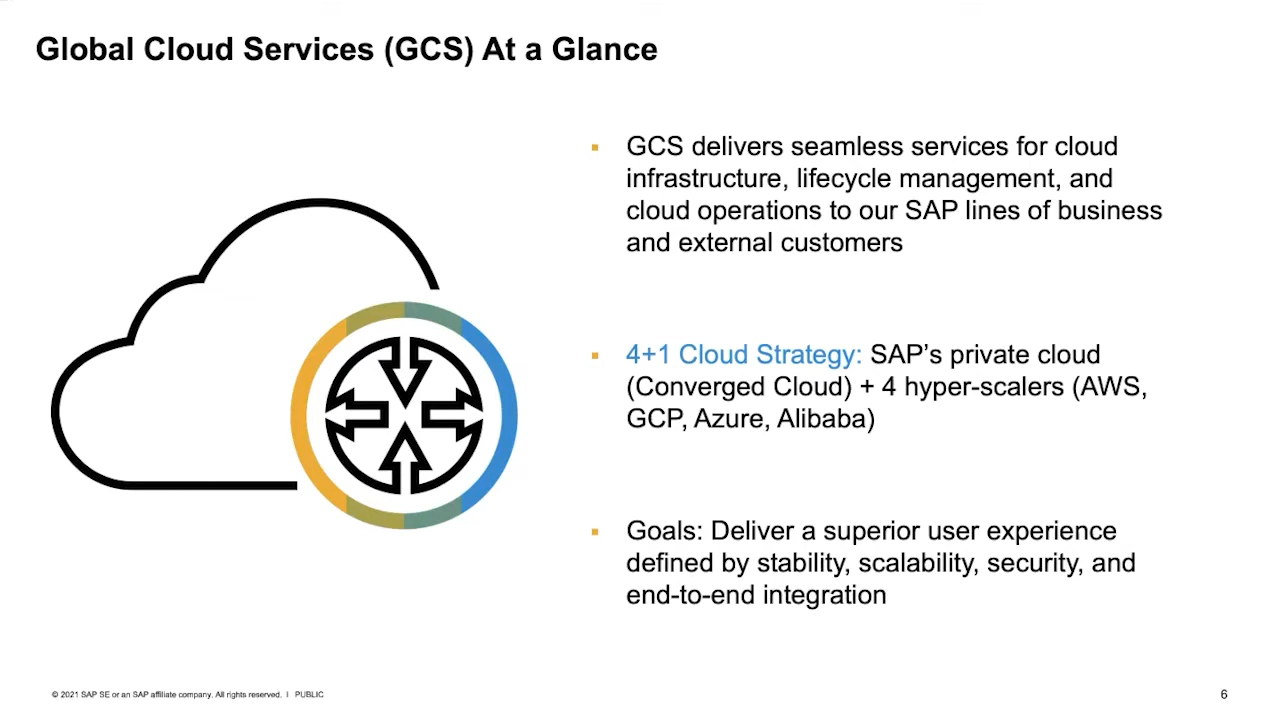 Global Cloud Services (GCS) At a Glance
▪ GCS delivers seamless services for cloud
infrastructure, lifecycle management, and
cloud operations to our SAP lines of business
and external customers
▪ 4+1 Cloud Strategy: SAP’s private cloud
(Converged Cloud) + 4 hyper-scalers (AWS,
GCP, Azure, Alibaba)
▪ Goals: Deliver a superior user experience
defined by stability, scalability, security, and
end-to-end integration
© 2021 SAP SE or an SAP affiliate company. All rights reserved. I PUBLIC
6